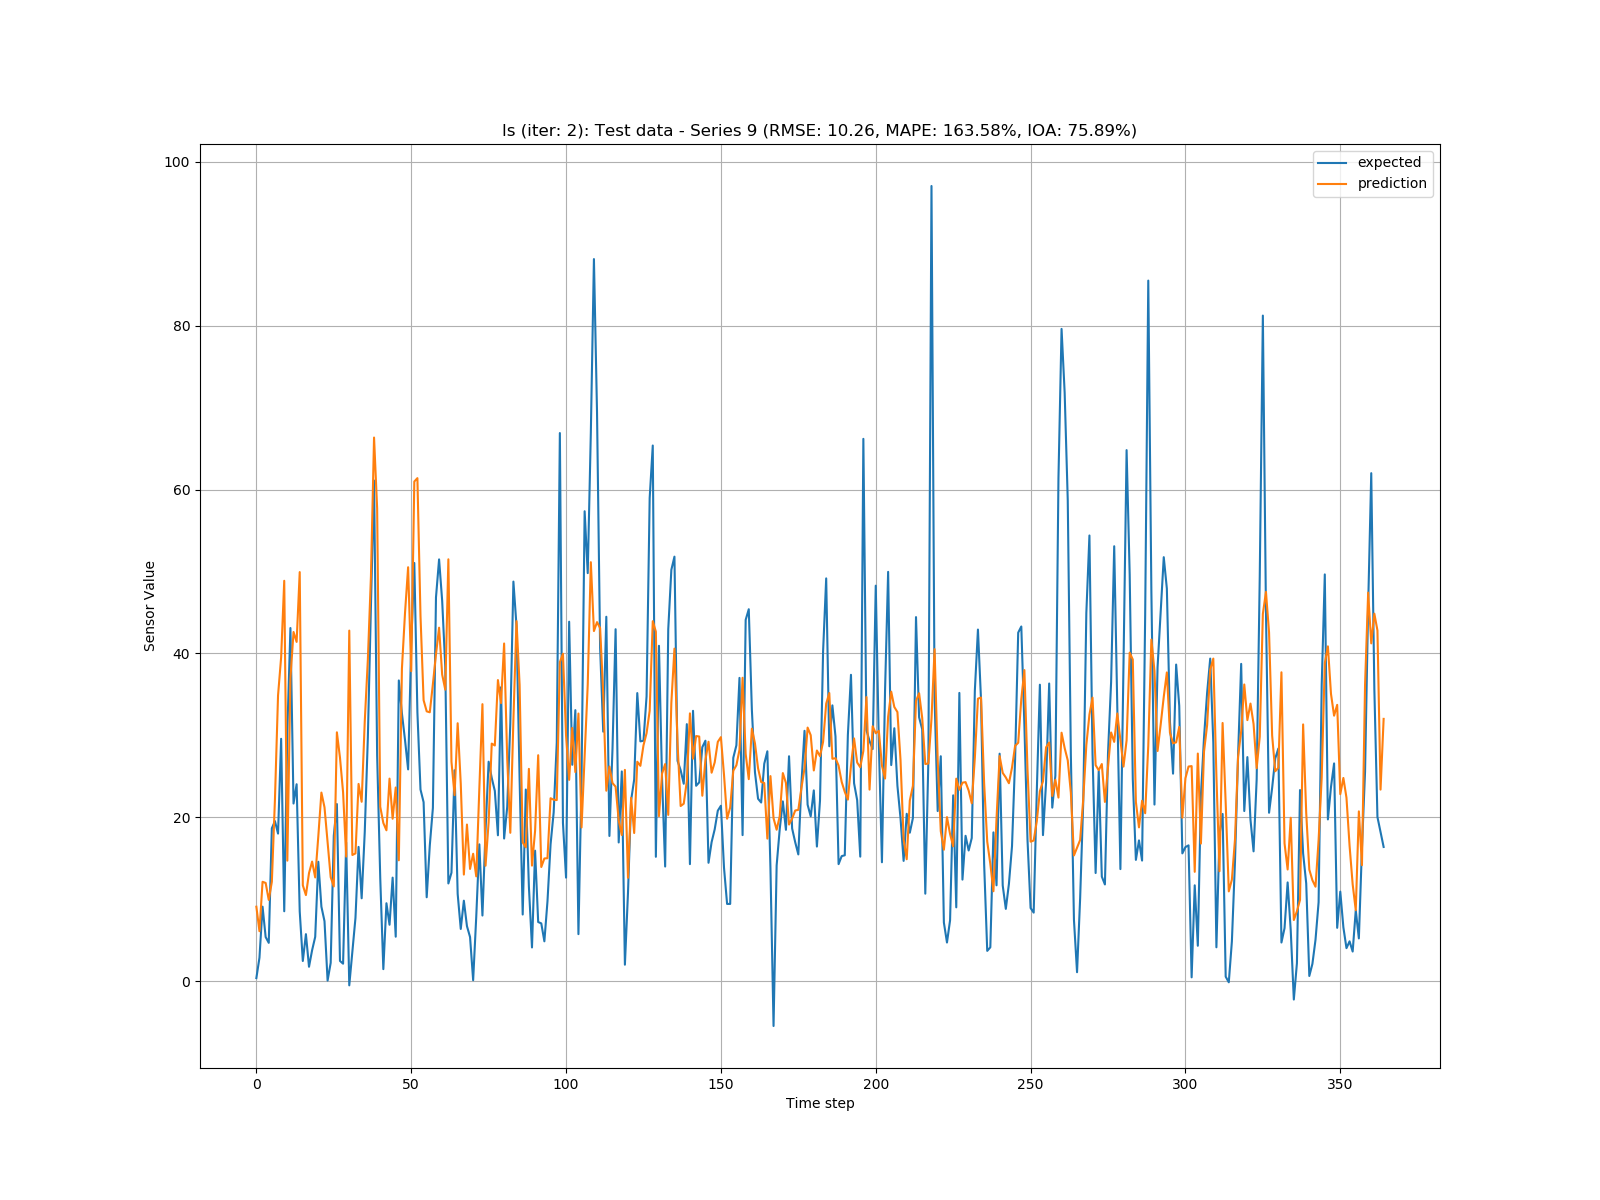 ls (iter: 2): Test data - Series 9 (RMSE: 10.26, MAPE: 163.58%, IOA: 75.89%)
expected
prediction
100
80
60
40
20
0
Sensor Value
0 50 100 150 200 250 300 350
Time step